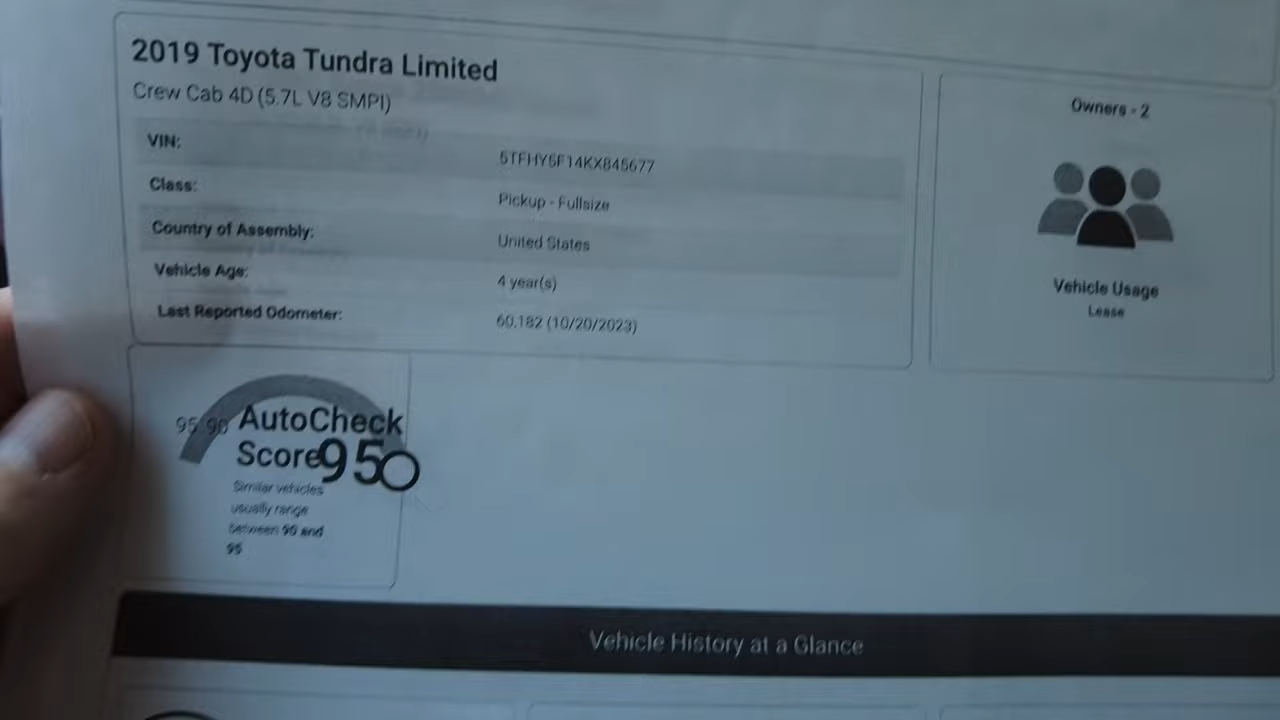 2019 Toyota Tundra Limited
Crew Cab 4D (5.7L V8 SMPI)
VIN: 5TFHY5F14KX845677
Class: Pickup - Fullsize
Country of Assembly: United States
Vehicle Age: 4 year(s)
Last Reported Odometer: 60,182 (10/20/2023)
Owners - 2
Vehicle Usage
Lease
95 90 AutoCheck
Score 95
Similar vehicles
usually range
between 90 and
95
Vehicle History at a Glance